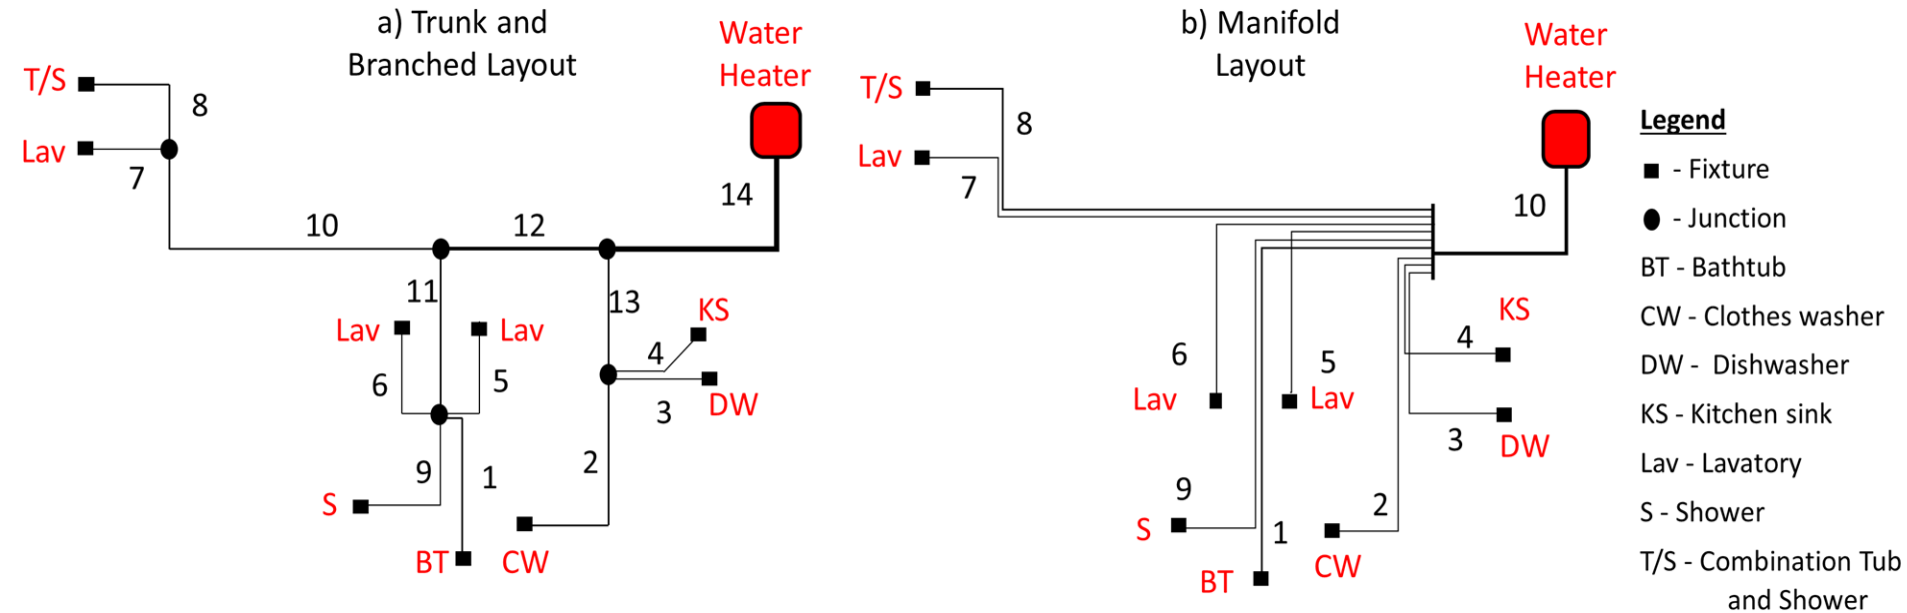 a) Trunk and
Branched Layout
Water
Heater
T/S
8
Lav
7
14
10
12
11
13
KS
Lav
Lav
4
6
5
DW
3
9
1
2
S
BT
CW
b) Manifold
Layout
Water
Heater
T/S
8
Lav
7
10
KS
6
5
4
Lav
Lav
3
DW
9
2
S
1
CW
BT
Legend
- Fixture
- Junction
BT - Bathtub
CW - Clothes washer
DW - Dishwasher
KS - Kitchen sink
Lav - Lavatory
S - Shower
T/S - Combination Tub
and Shower